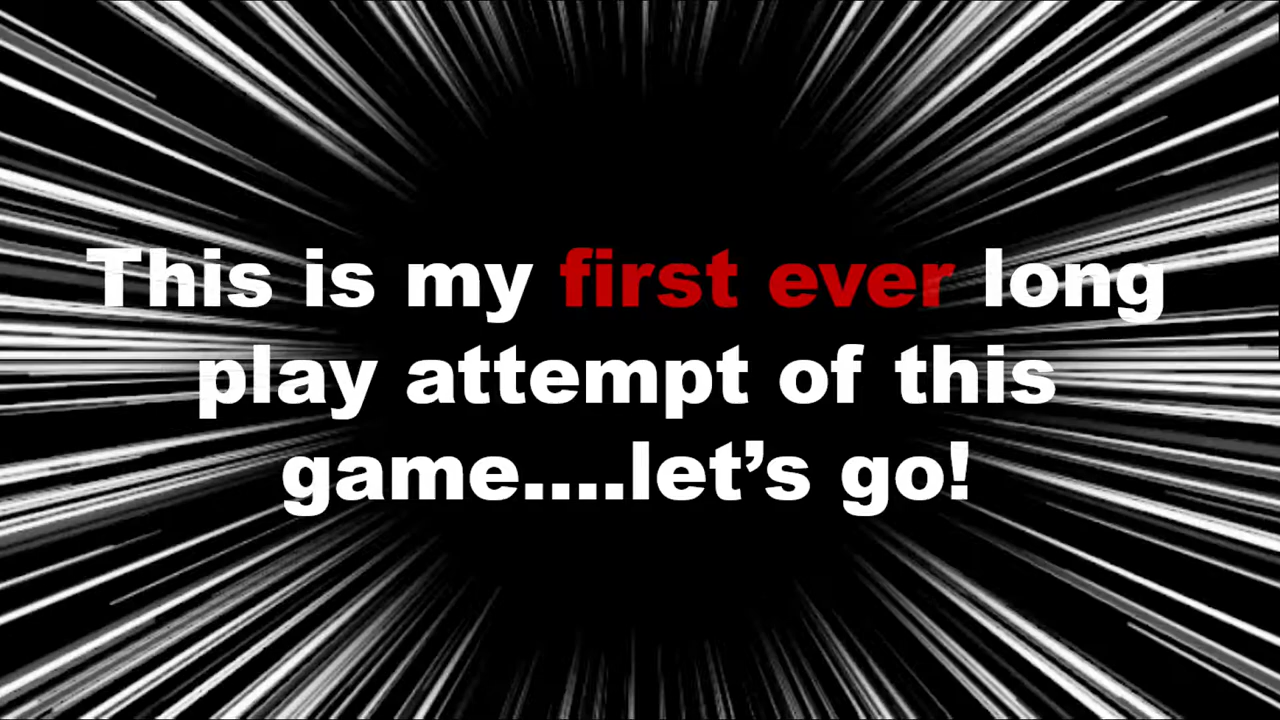 This is my first ever long
play attempt of this
game....let’s go!